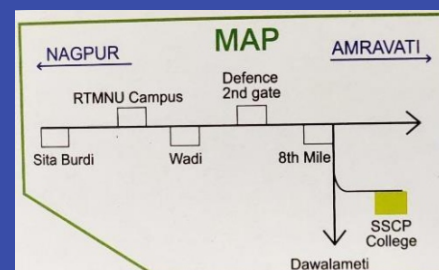 MAP
NAGPUR
AMRAVATI
Defence
2nd gate
RTMNU Campus
Sita Burdi
Wadi
8th Mile
SSCP
College
Dawalameti